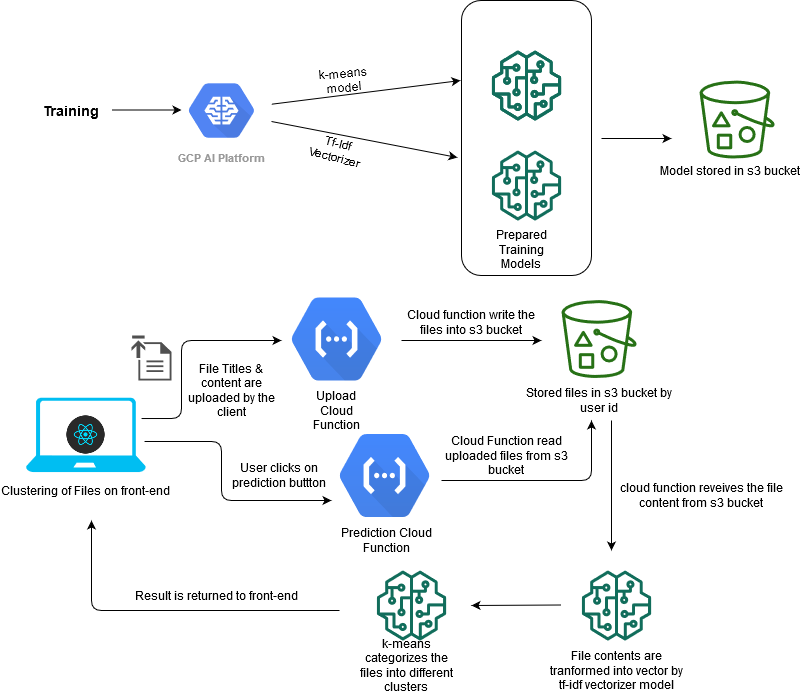 Training
GCP AI Platform
k-means
model
Tf-Idf
Vectorizer
Prepared
Training
Models
Model stored in s3 bucket
File Titles &
content are
uploaded by the
client
Upload
Cloud
Function
Cloud function write the
files into s3 bucket
Stored files in s3 bucket by
user id
Clustering of Files on front-end
User clicks on
prediction buttton
Prediction Cloud
Function
Cloud Function read
uploaded files from s3
bucket
cloud function reveives the file
content from s3 bucket
File contents are
tranformed into vector by
tf-idf vectorizer model
k-means
categorizes the
files into different
clusters
Result is returned to front-end